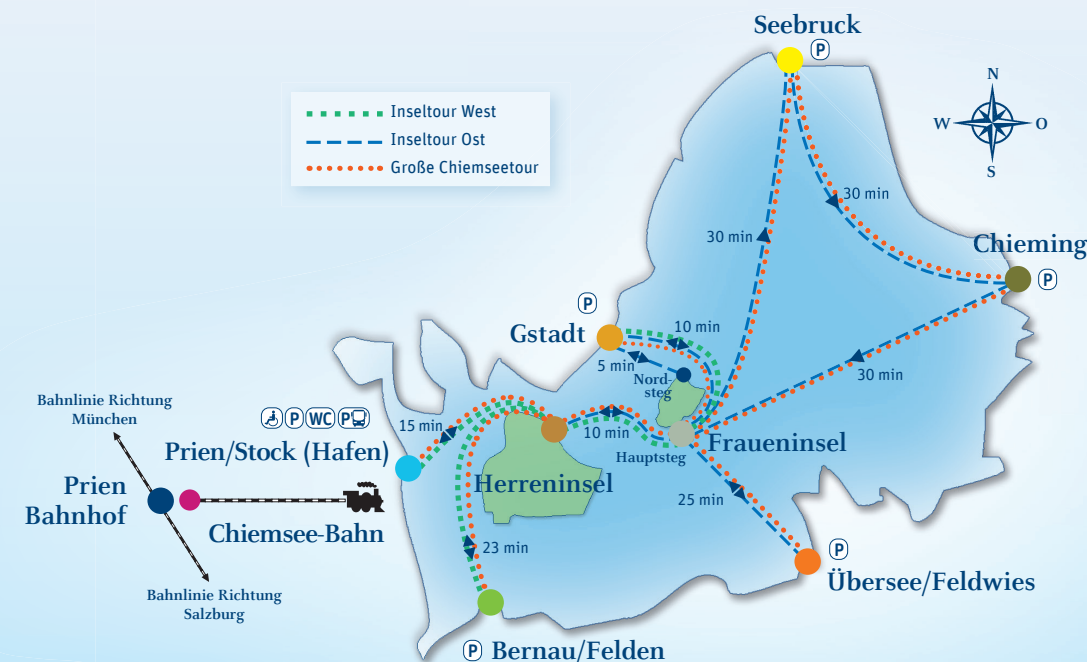 Seebruck
P
Inseltour West
Inseltour Ost
Große Chiemseetour
N
W
O
S
30 min
30 min
Chieming
P
P
Gstadt
10 min
5 min
Nord-
steg
30 min
Bahnlinie Richtung
München
P WC P
15 min
Prien/Stock (Hafen)
10 min
Hauptsteg
Fraueninsel
Herreninsel
Prien
Bahnhof
Chiemsee-Bahn
25 min
23 min
P
Übersee/Feldwies
Bahnlinie Richtung
Salzburg
P Bernau/Felden